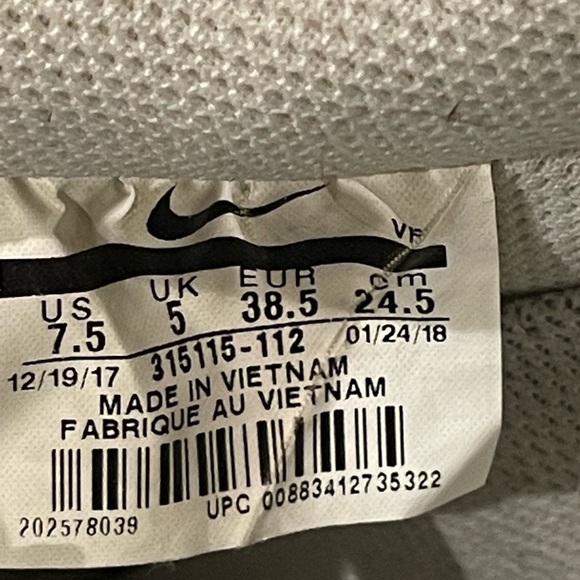 VF
US UK EUR cm
7.5 5 38.5 24.5
12/19/17 315115-112 01/24/18
MADE IN VIETNAM
FABRIQUE AU VIETNAM
202578039 UPC 00883412735322